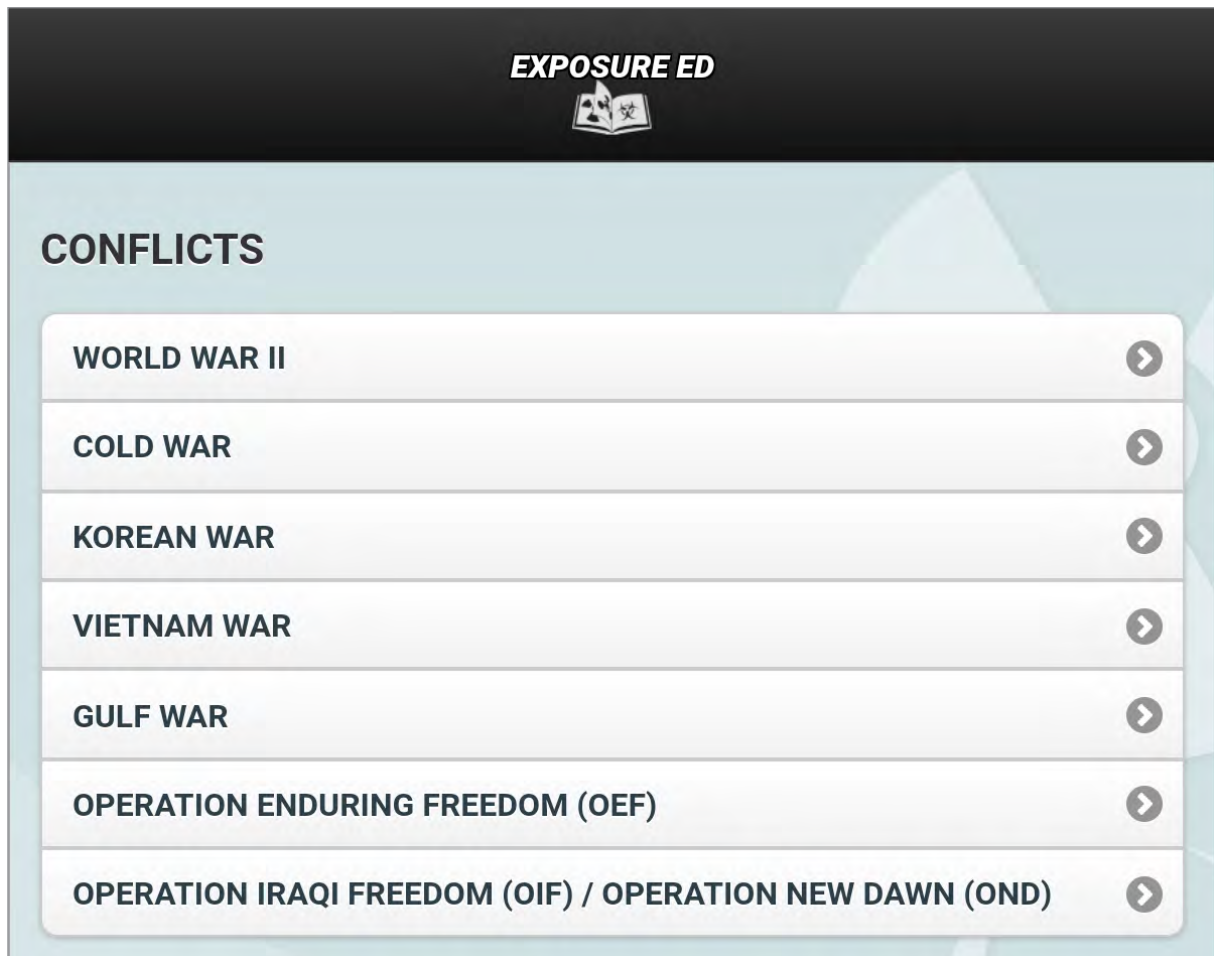 EXPOSURE ED
CONFLICTS
WORLD WAR II
COLD WAR
KOREAN WAR
VIETNAM WAR
GULF WAR
OPERATION ENDURING FREEDOM (OEF)
OPERATION IRAQI FREEDOM (OIF) / OPERATION NEW DAWN (OND)